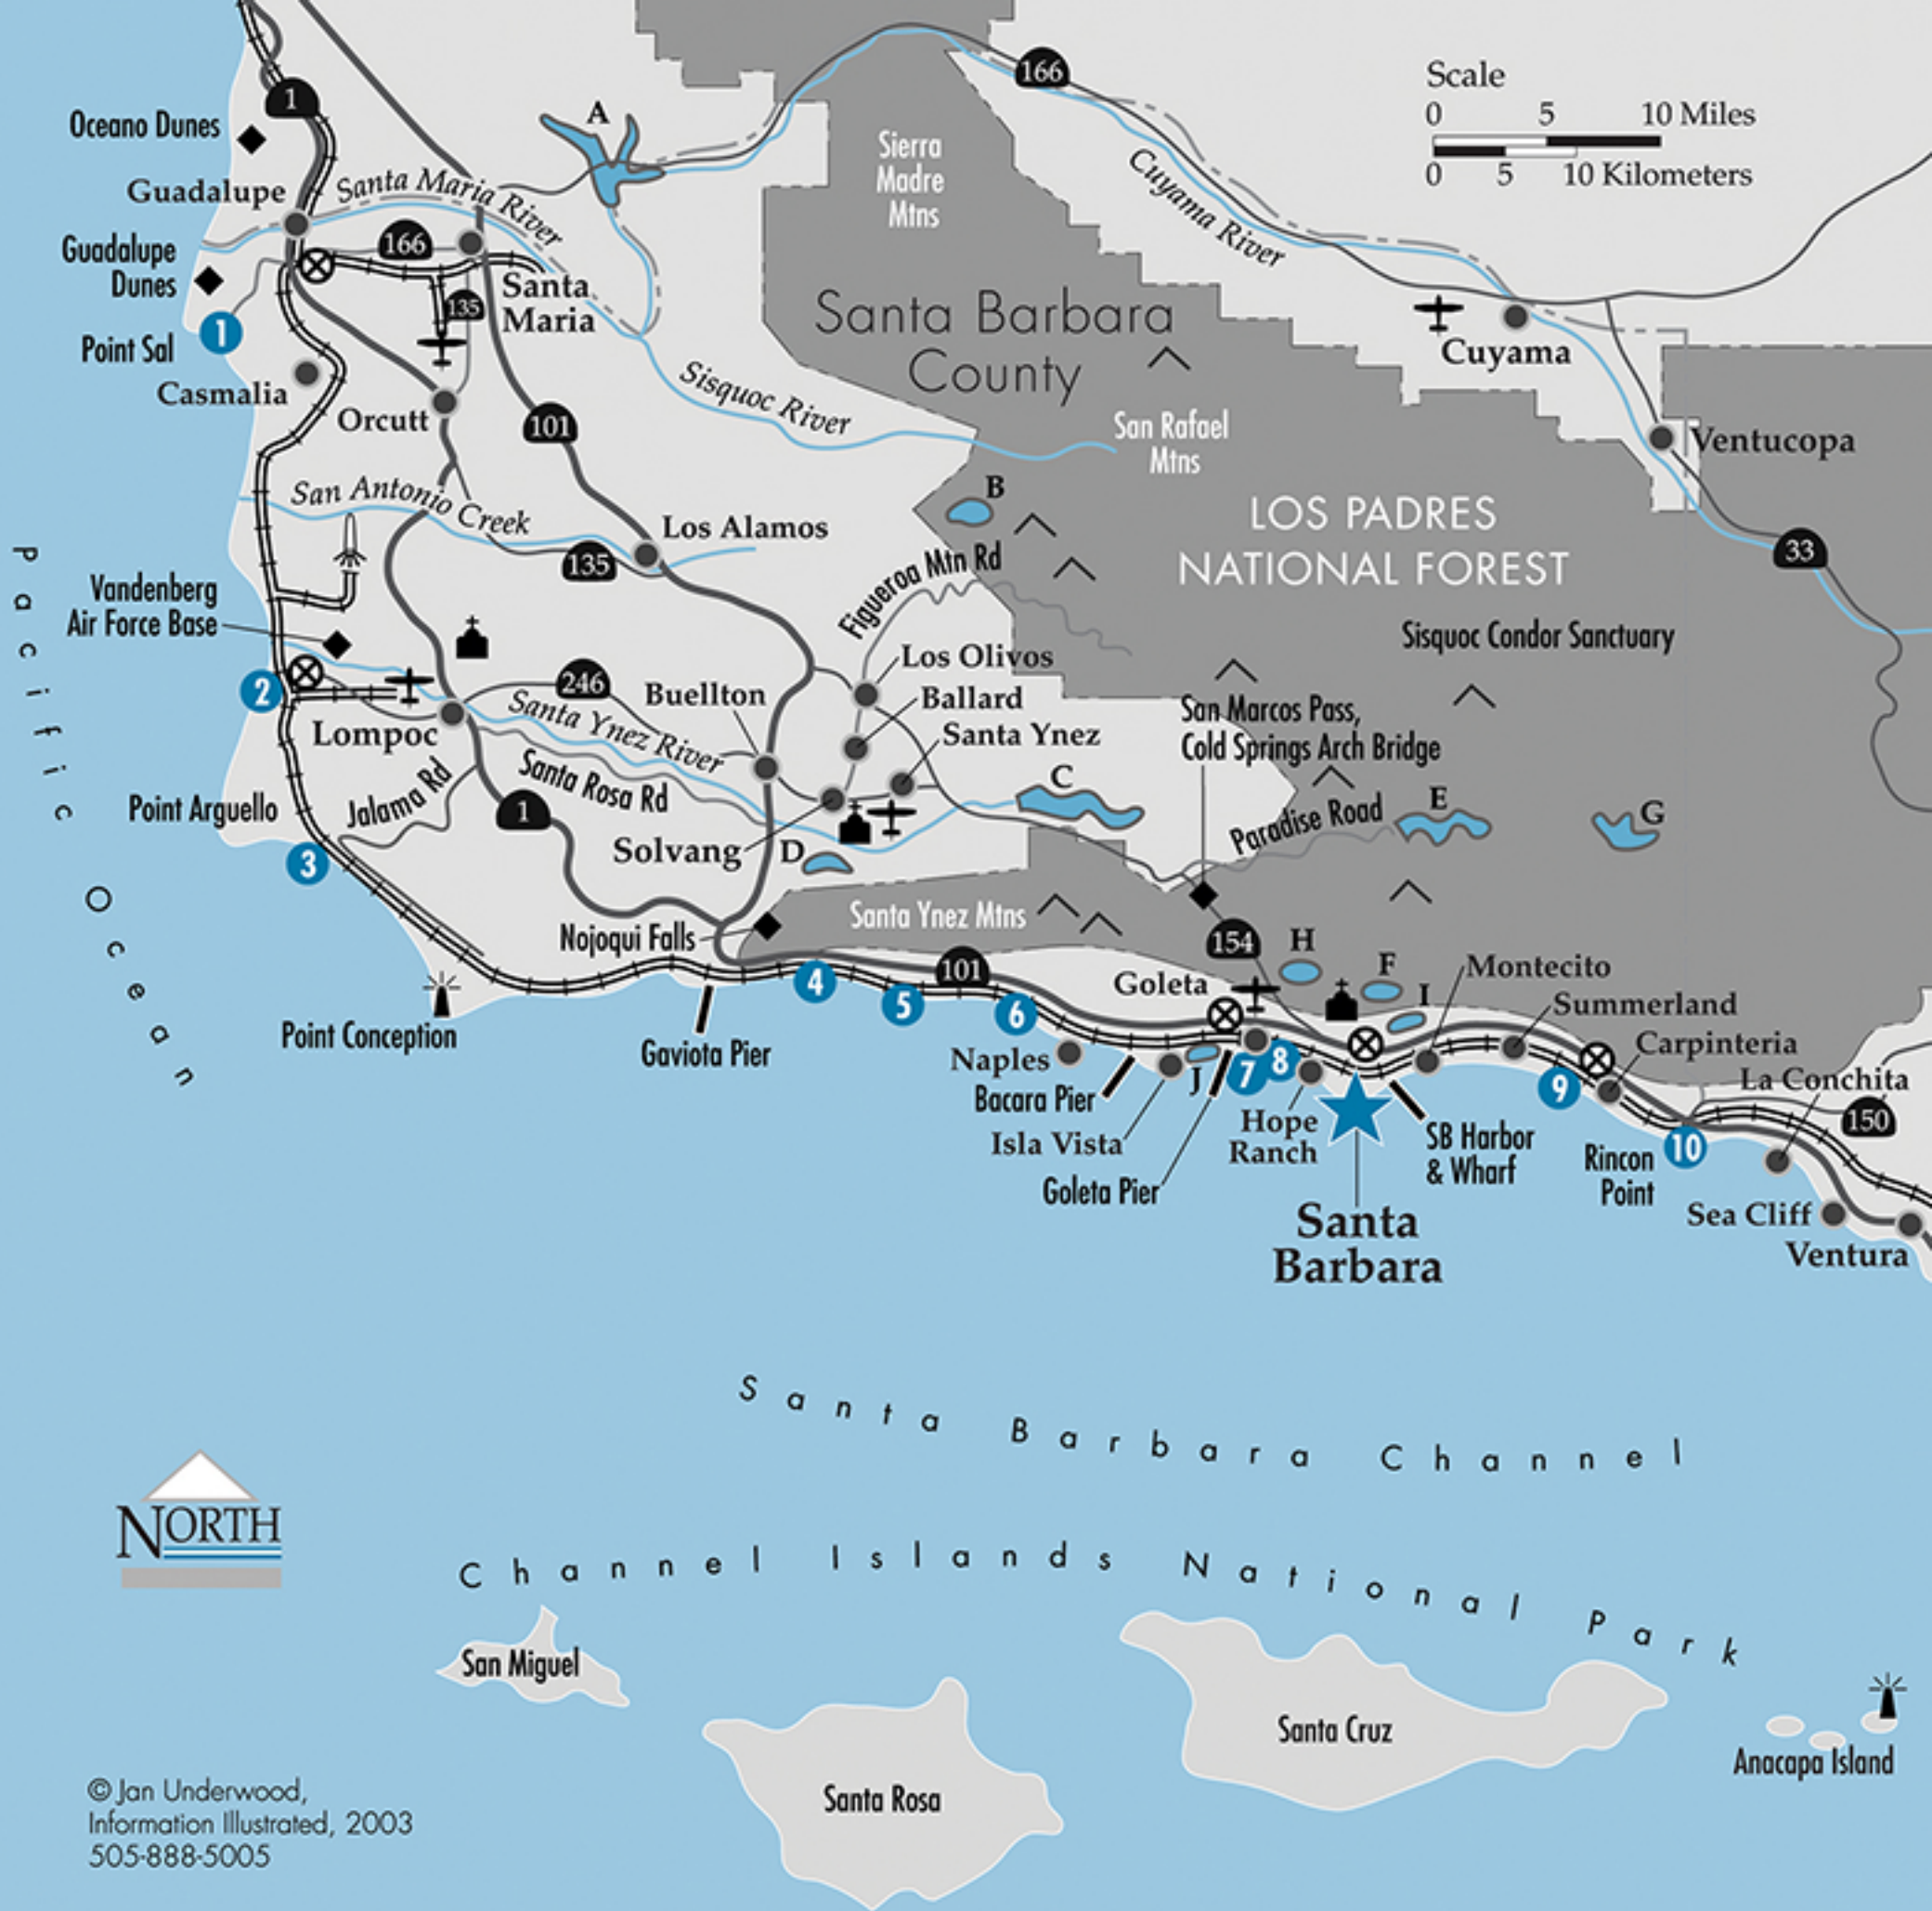 Scale
0 5 10 Miles
0 5 10 Kilometers
166
1
A
Oceano Dunes
Guadalupe
Santa Maria River
Sierra
Madre
Mtns
Cuyama River
Guadalupe
Dunes
166
135
Santa
Maria
1
Point Sal
Casmalia
Orcutt
101
Sisquoc River
Santa Barbara
County
Cuyama
San Rafael
Mtns
Ventucopa
B
LOS PADRES
NATIONAL FOREST
33
San Antonio Creek
135
Los Alamos
Figueroa Mtn Rd
Sisquoc Condor Sanctuary
Vandenberg
Air Force Base
2
Lompoc
246
Santa Ynez River
Buellton
Los Olivos
Ballard
Santa Ynez
San Marcos Pass,
Cold Springs Arch Bridge
Santa Rosa Rd
Jalama Rd
1
Point Arguello
3
Solvang
C
D
Paradise Road
E
G
Santa Ynez Mtns
Nojoqui Falls
154
H
F
I
Montecito
Summerland
Carpinteria
La Conchita
150
101
4
5
6
Goleta
Point Conception
Gaviota Pier
Naples
Bacara Pier
Isla Vista
J
Goleta Pier
7
8
Hope
Ranch
SB Harbor
& Wharf
9
10
Rincon
Point
Sea Cliff
Ventura
Santa
Barbara
Pacific Ocean
Santa Barbara Channel
NORTH
Channel Islands National Park
San Miguel
Santa Rosa
Santa Cruz
Anacapa Island
© Jan Underwood,
Information Illustrated, 2003
505-888-5005